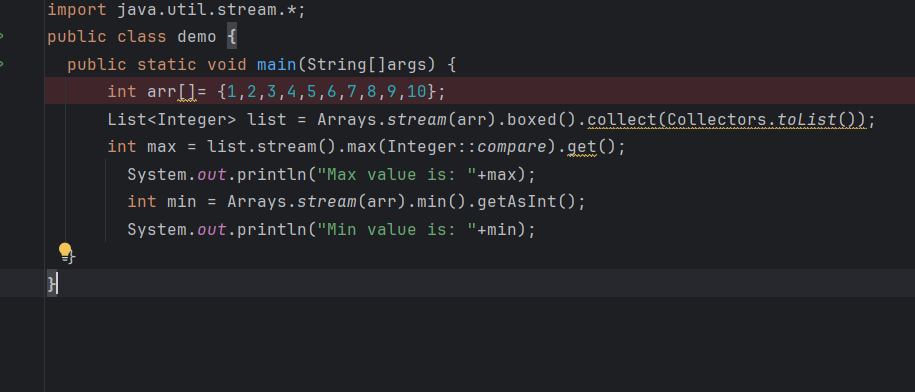 import java.util.stream.*;
public class demo {
public static void main(String[]args) {
int arr[]= {1,2,3,4,5,6,7,8,9,10};
List<Integer> list = Arrays.stream(arr).boxed().collect(Collectors.toList());
int max = list.stream().max(Integer::compare).get();
System.out.println("Max value is: "+max);
int min = Arrays.stream(arr).min().getAsInt();
System.out.println("Min value is: "+min);
}
}